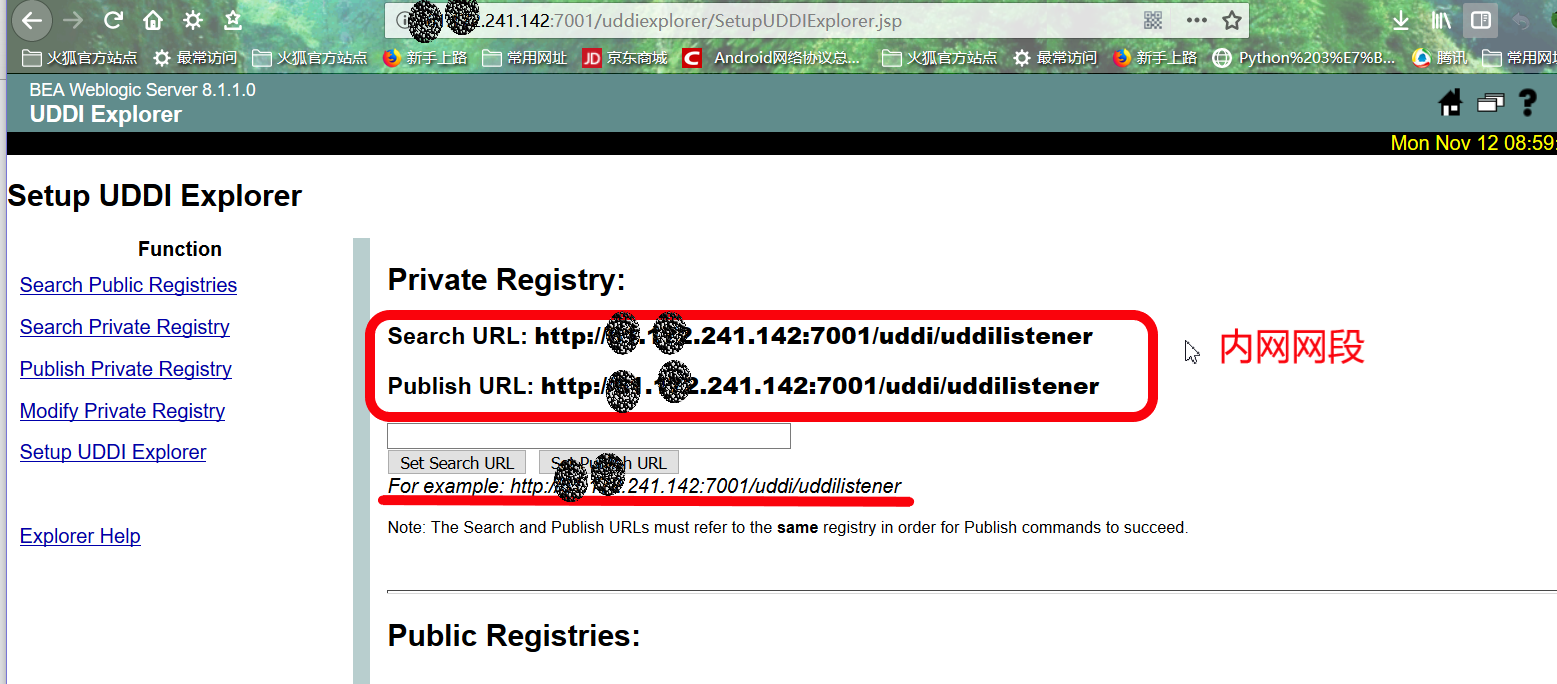 2.241.142:7001/uddiexplorer/SetupUDDIExplorer.jsp
火狐官方站点 最常访问 火狐官方站点 新手上路 常用网址 JD 京东商城 C Android网络协议总... 火狐官方站点 最常访问 新手上路 Python%203%E7%B... 腾讯 常用网址
BEA Weblogic Server 8.1.1.0
UDDI Explorer
Mon Nov 12 08:59:
Setup UDDI Explorer
Function
Search Public Registries
Search Private Registry
Publish Private Registry
Modify Private Registry
Setup UDDI Explorer
Explorer Help
Private Registry:
Search URL: http:// .1 2.241.142:7001/uddi/uddilistener
内网网段
Publish URL: http:/ 1.1 2.241.142:7001/uddi/uddilistener
Set Search URL Set Publish URL
For example: http:/ .241.142:7001/uddi/uddilistener
Note: The Search and Publish URLs must refer to the same registry in order for Publish commands to succeed.
Public Registries: